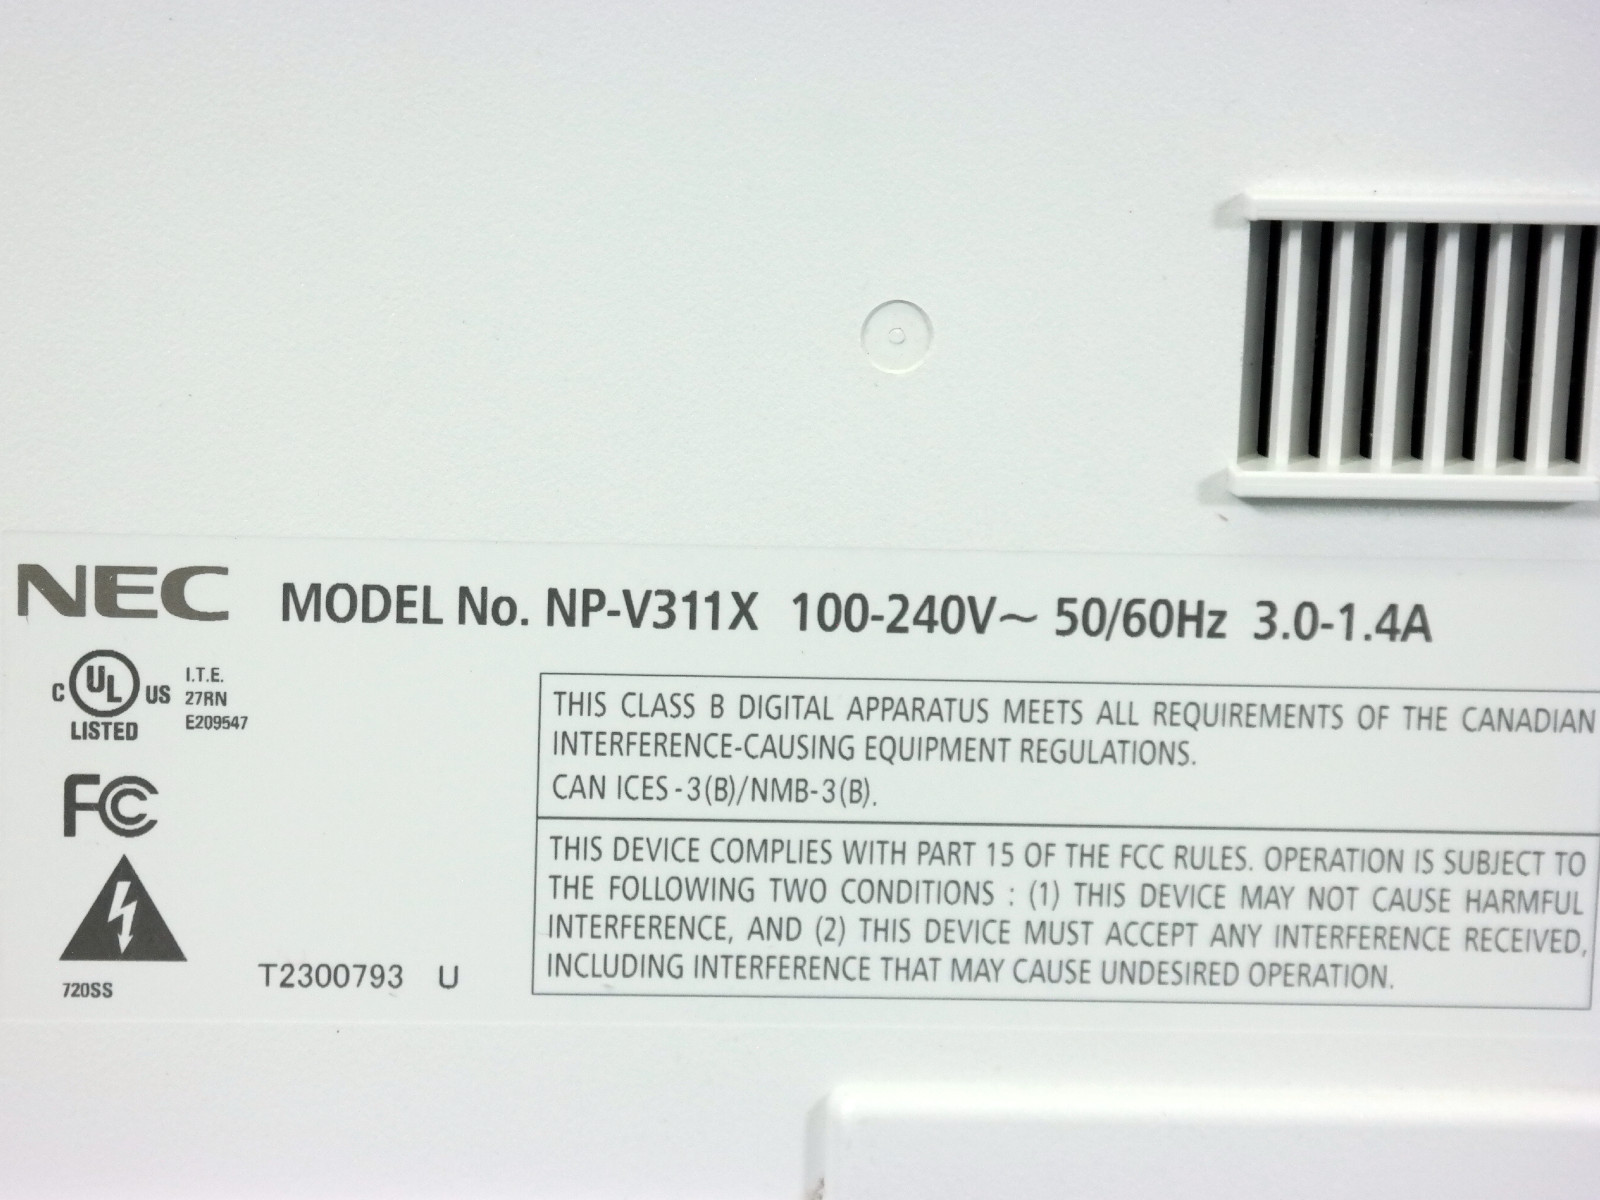 NEC MODEL No. NP-V311X 100-240V~ 50/60Hz 3.0-1.4A
C UL US LISTED
I.T.E.
27RN
E209547
FC
720SS
T2300793 U
THIS CLASS B DIGITAL APPARATUS MEETS ALL REQUIREMENTS OF THE CANADIAN
INTERFERENCE-CAUSING EQUIPMENT REGULATIONS.
CAN ICES-3(B)/NMB-3(B).
THIS DEVICE COMPLIES WITH PART 15 OF THE FCC RULES. OPERATION IS SUBJECT TO
THE FOLLOWING TWO CONDITIONS : (1) THIS DEVICE MAY NOT CAUSE HARMFUL
INTERFERENCE, AND (2) THIS DEVICE MUST ACCEPT ANY INTERFERENCE RECEIVED,
INCLUDING INTERFERENCE THAT MAY CAUSE UNDESIRED OPERATION.